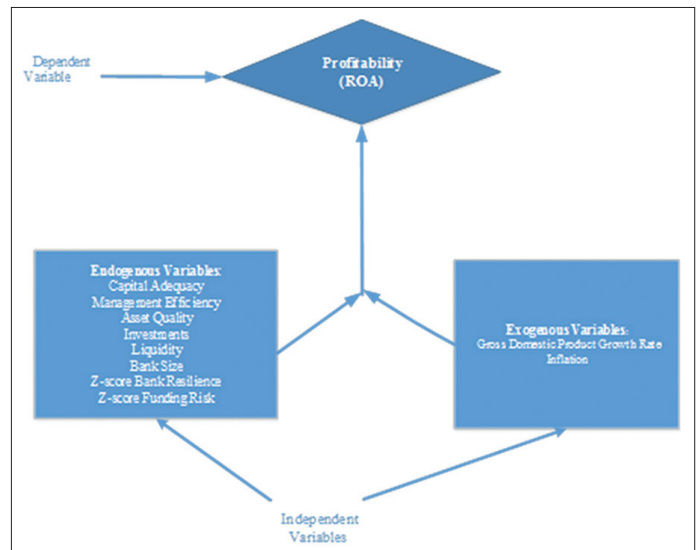 Dependent
Variable
Profitability
(ROA)
Endogenous Variables:
Capital Adequacy
Management Efficiency
Asset Quality
Investments
Liquidity
Bank Size
Z-score Bank Resilience
Z-score Funding Risk
Exogenous Variables:
Gross Domestic Product Growth Rate
Inflation
Independent
Variables